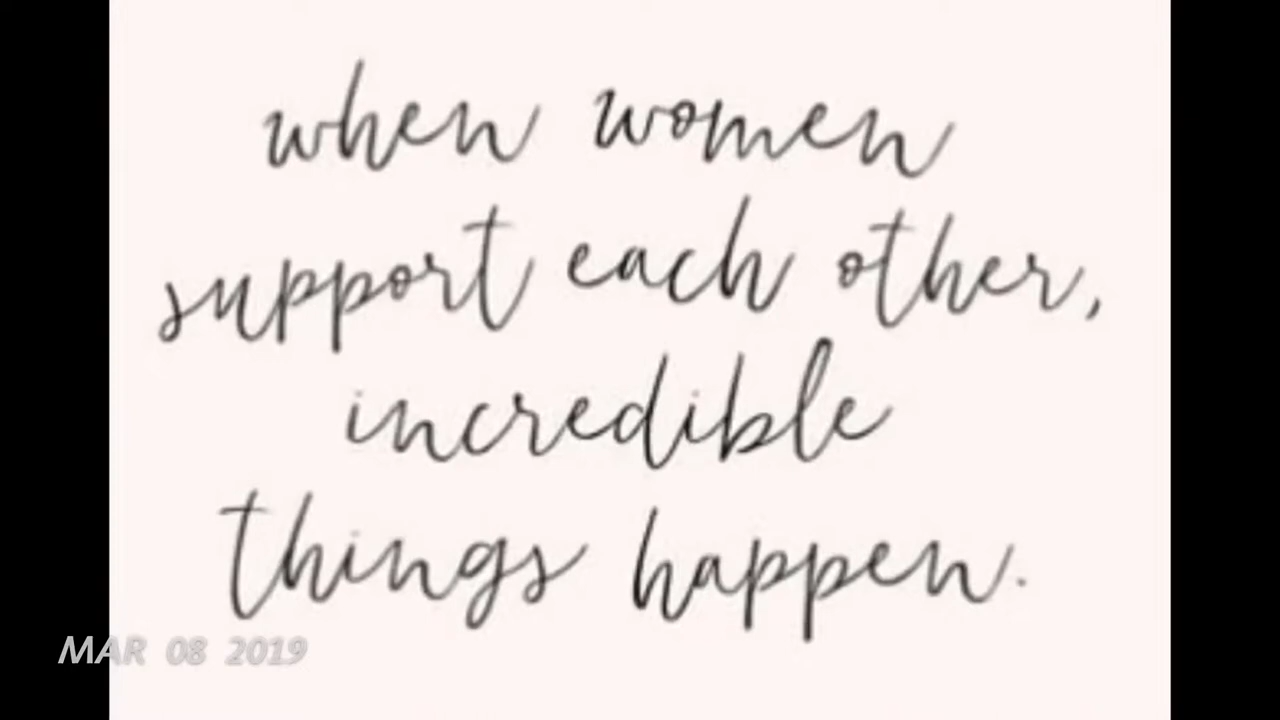 when women
support each other,
incredible
things happen.
MAR 08 2019